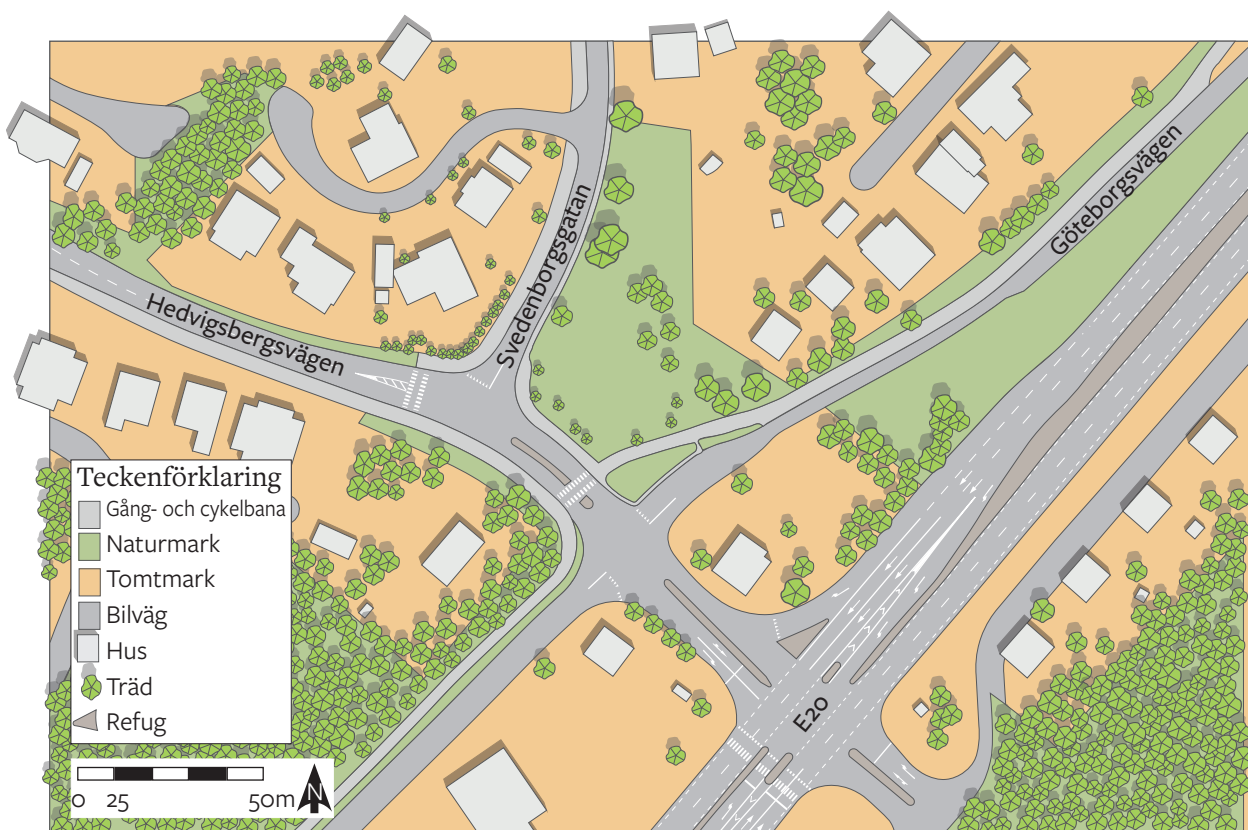 Göteborgsvägen
Svedenborgsgatan
Hedvigsbergsvägen
E20
Teckenförklaring
Gång- och cykelbana
Naturmark
Tomtmark
Bilväg
Hus
Träd
Refug
0 25 50m N